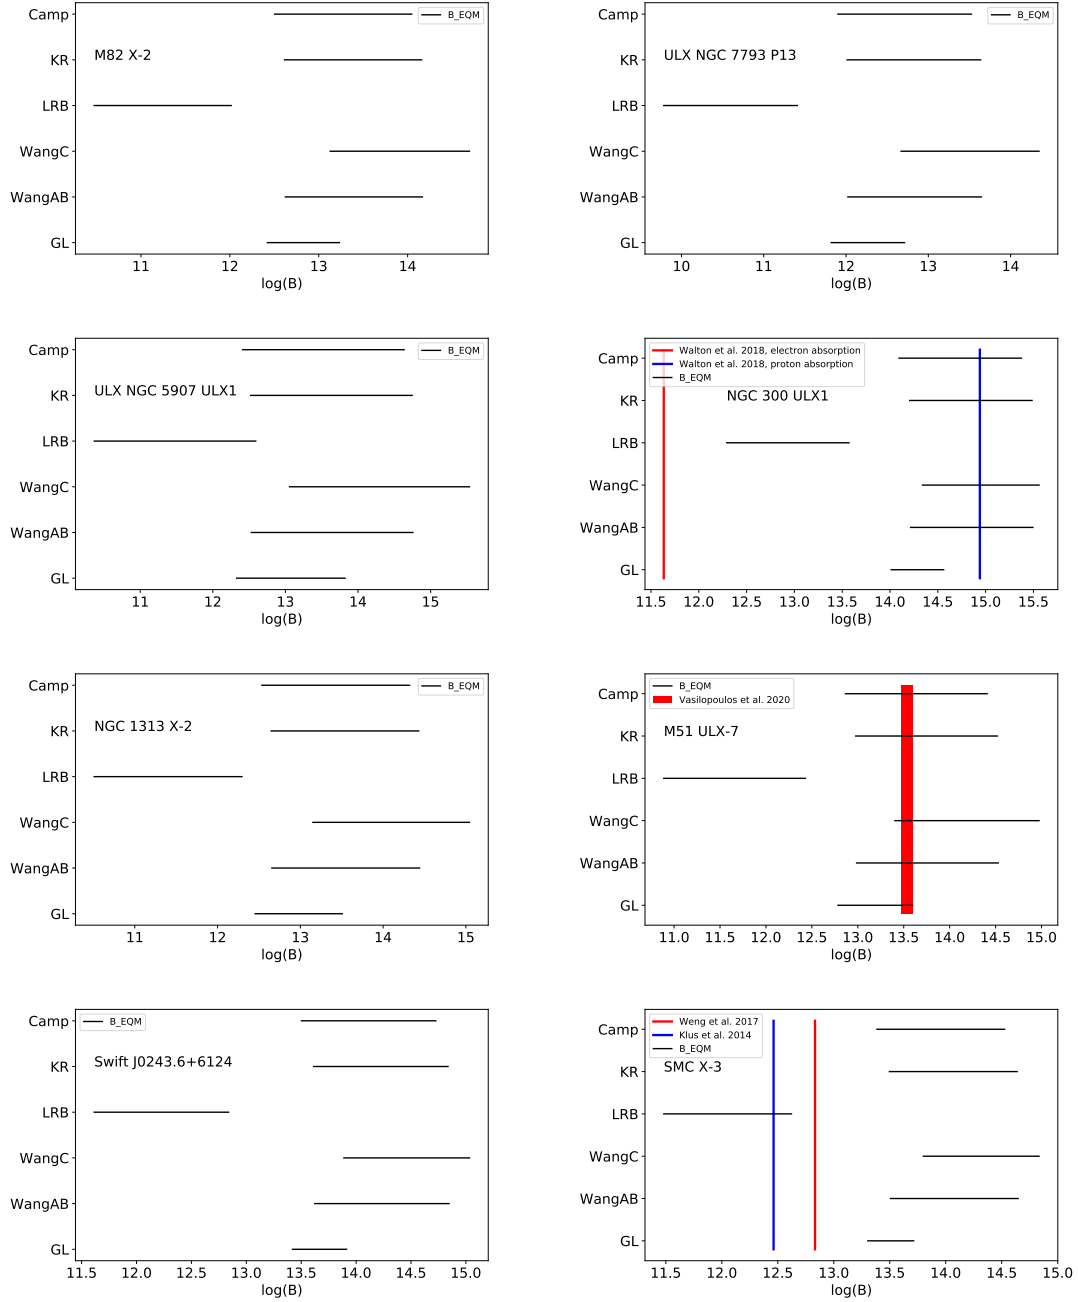 Camp
KR
LRB
WangC
WangAB
GL
M82 X-2
B_EQM
11 12 13 14
log(B)
Camp
KR
LRB
WangC
WangAB
GL
ULX NGC 7793 P13
B_EQM
10 11 12 13 14
log(B)
Camp
KR
LRB
WangC
WangAB
GL
ULX NGC 5907 ULX1
B_EQM
11 12 13 14 15
log(B)
Camp
KR
LRB
WangC
WangAB
GL
Walton et al. 2018, electron absorption
Walton et al. 2018, proton absorption
B_EQM
NGC 300 ULX1
11.5 12.0 12.5 13.0 13.5 14.0 14.5 15.0 15.5
log(B)
Camp
KR
LRB
WangC
WangAB
GL
NGC 1313 X-2
B_EQM
11 12 13 14 15
log(B)
Camp
KR
LRB
WangC
WangAB
GL
B_EQM
Vasilopoulos et al. 2020
M51 ULX-7
11.0 11.5 12.0 12.5 13.0 13.5 14.0 14.5 15.0
log(B)
Camp
KR
LRB
WangC
WangAB
GL
B_EQM
Swift J0243.6+6124
11.5 12.0 12.5 13.0 13.5 14.0 14.5 15.0
log(B)
Camp
KR
LRB
WangC
WangAB
GL
Weng et al. 2017
Klus et al. 2014
B_EQM
SMC X-3
11.5 12.0 12.5 13.0 13.5 14.0 14.5 15.0
log(B)